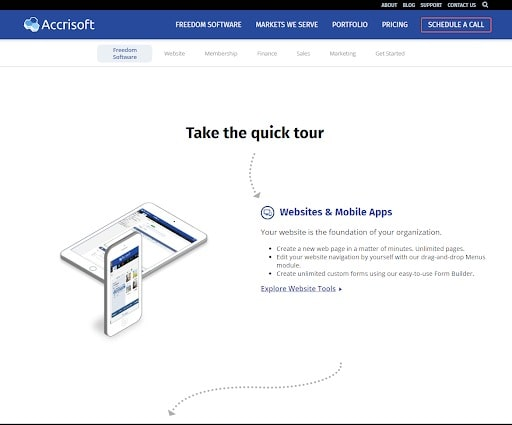 ABOUT BLOG SUPPORT CONTACT US
Accrisoft
FREEDOM SOFTWARE MARKETS WE SERVE PORTFOLIO PRICING SCHEDULE A CALL
Freedom
Software
Website Membership Finance Sales Marketing Get Started
Take the quick tour
Websites & Mobile Apps
Your website is the foundation of your organization.
• Create a new web page in a matter of minutes. Unlimited pages.
• Edit your website navigation by yourself with our drag-and-drop Menus
module.
• Create unlimited custom forms using our easy-to-use Form Builder.
Explore Website Tools